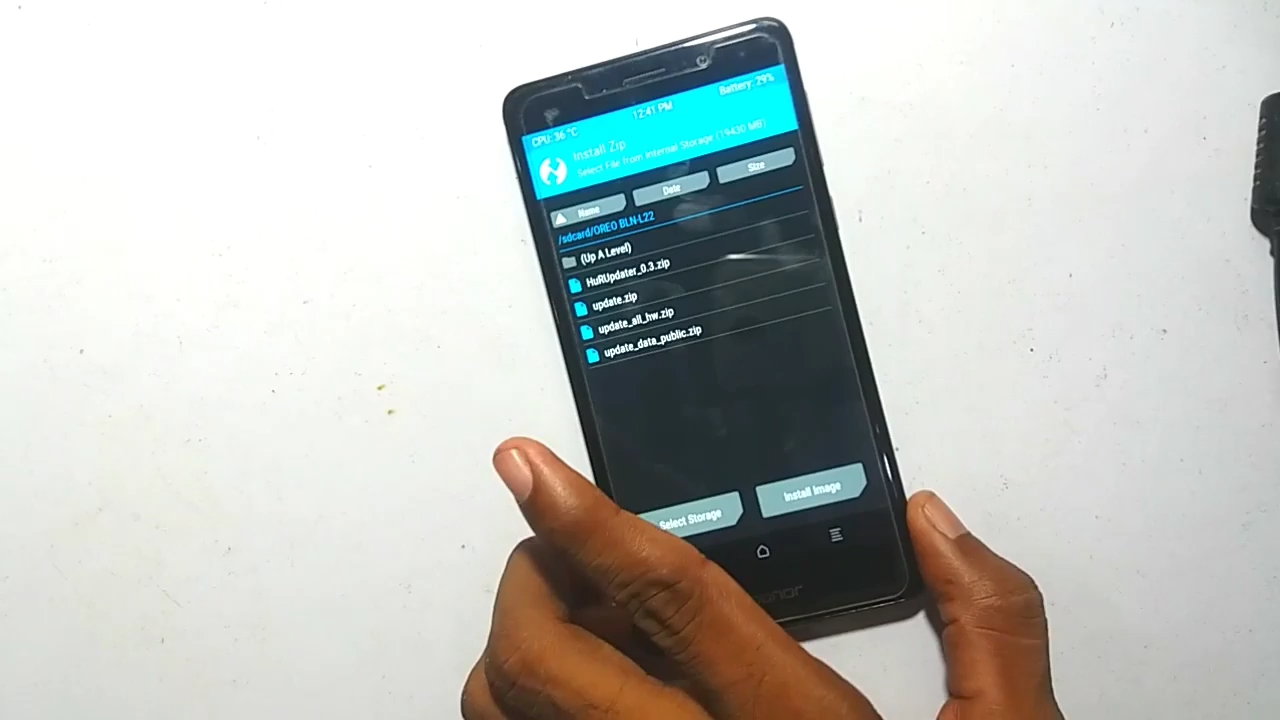 CPU: 36 °C
12:41 PM
Battery: 29%
Install Zip
Select File from Internal Storage (19430 MB)
Name
Date
Size
/sdcard/OREO BLN-L22
(Up A Level)
HuRUpdater_0.3.zip
update.zip
update_all_hw.zip
update_data_public.zip
Select Storage
Install Image
honor